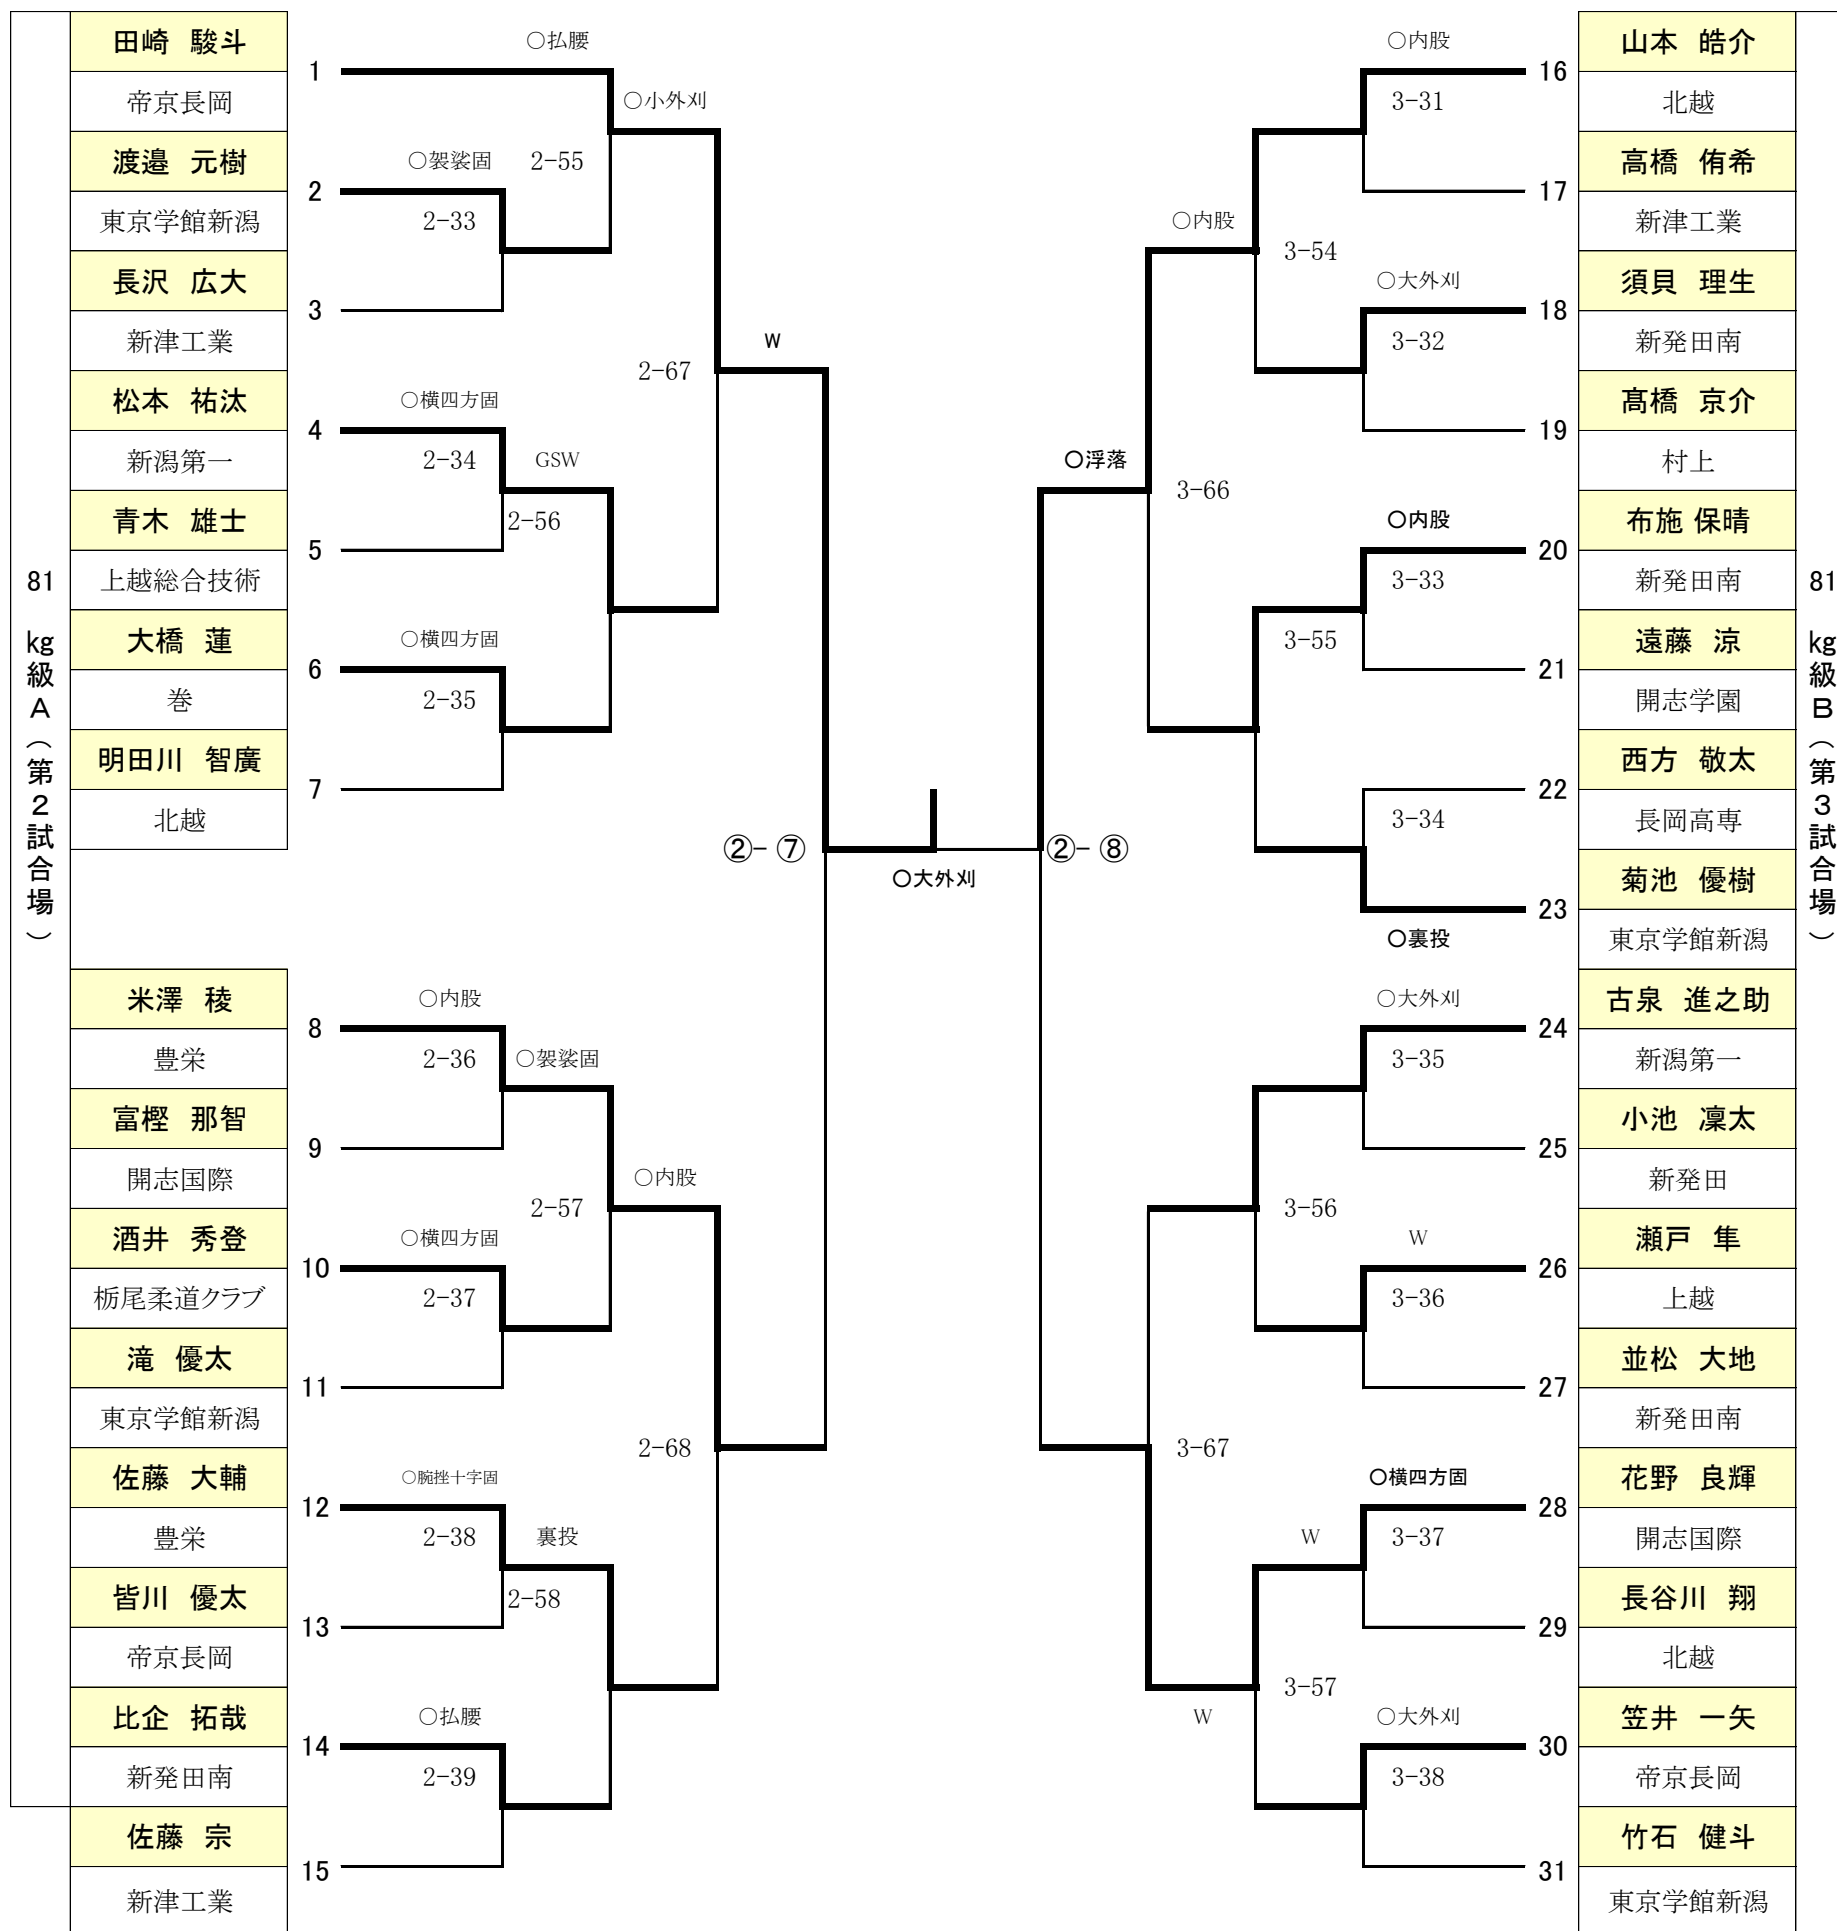 81 kg級A（第2試合場）
田崎 駿斗
1
帝京長岡
渡邉 元樹
2
東京学館新潟
長沢 広大
3
新津工業
松本 祐汰
4
新潟第一
青木 雄士
5
上越総合技術
大橋 蓮
6
巻
明田川 智廣
7
北越
米澤 稜
8
豊栄
富樫 那智
9
開志国際
酒井 秀登
10
栃尾柔道クラブ
滝 優太
11
東京学館新潟
佐藤 大輔
12
豊栄
皆川 優太
13
帝京長岡
比企 拓哉
14
新発田南
佐藤 宗
15
新津工業
○払腰
○小外刈
○袈裟固
2-55
2-33
W
2-67
○横四方固
2-34
GSW
2-56
○横四方固
2-35
②-⑦
○大外刈
②-⑧
○内股
2-36
○袈裟固
○内股
2-57
○横四方固
2-37
2-68
○腕挫十字固
2-38
裏投
2-58
○払腰
2-39
○内股
3-31
○内股
3-54
○大外刈
3-32
○浮落
3-66
○内股
3-33
3-55
3-34
○裏投
○大外刈
3-35
3-56
W
3-36
3-67
○横四方固
W
3-37
3-57
W
○大外刈
3-38
山本 皓介
16
北越
高橋 侑希
17
新津工業
須貝 理生
18
新発田南
髙橋 京介
19
村上
布施 保晴
20
新発田南
遠藤 涼
21
開志学園
西方 敬太
22
長岡高専
菊池 優樹
23
東京学館新潟
古泉 進之助
24
新潟第一
小池 凜太
25
新発田
瀬戸 隼
26
上越
並松 大地
27
新発田南
花野 良輝
28
開志国際
長谷川 翔
29
北越
笠井 一矢
30
帝京長岡
竹石 健斗
31
東京学館新潟
81 kg級B（第3試合場）